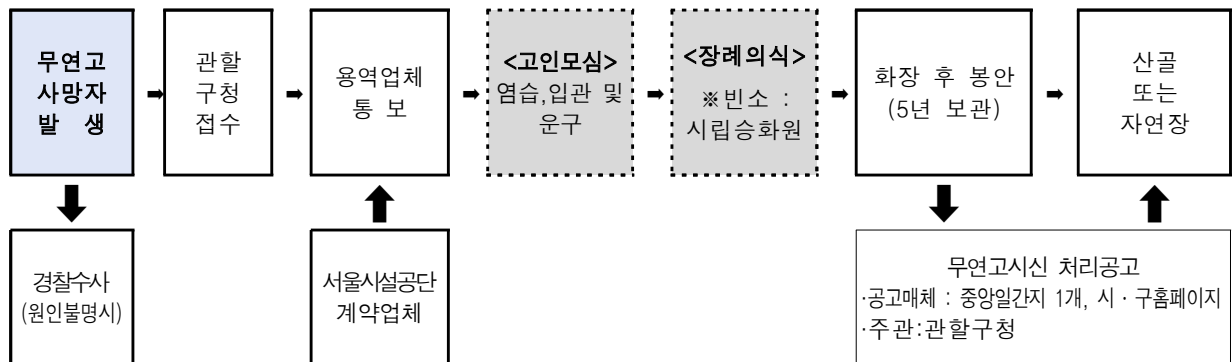 무연고
사망자
발 생
관할
구청
접수
용역업체
통 보
<고인모심>
염습,입관 및
운구
<장례의식>
※빈소 :
시립승화원
화장 후 봉안
(5년 보관)
산골
또는
자연장
경찰수사
(원인불명시)
서울시설공단
계약업체
무연고시신 처리공고
·공고매체 : 중앙일간지 1개, 시 · 구홈페이지
·주관:관할구청